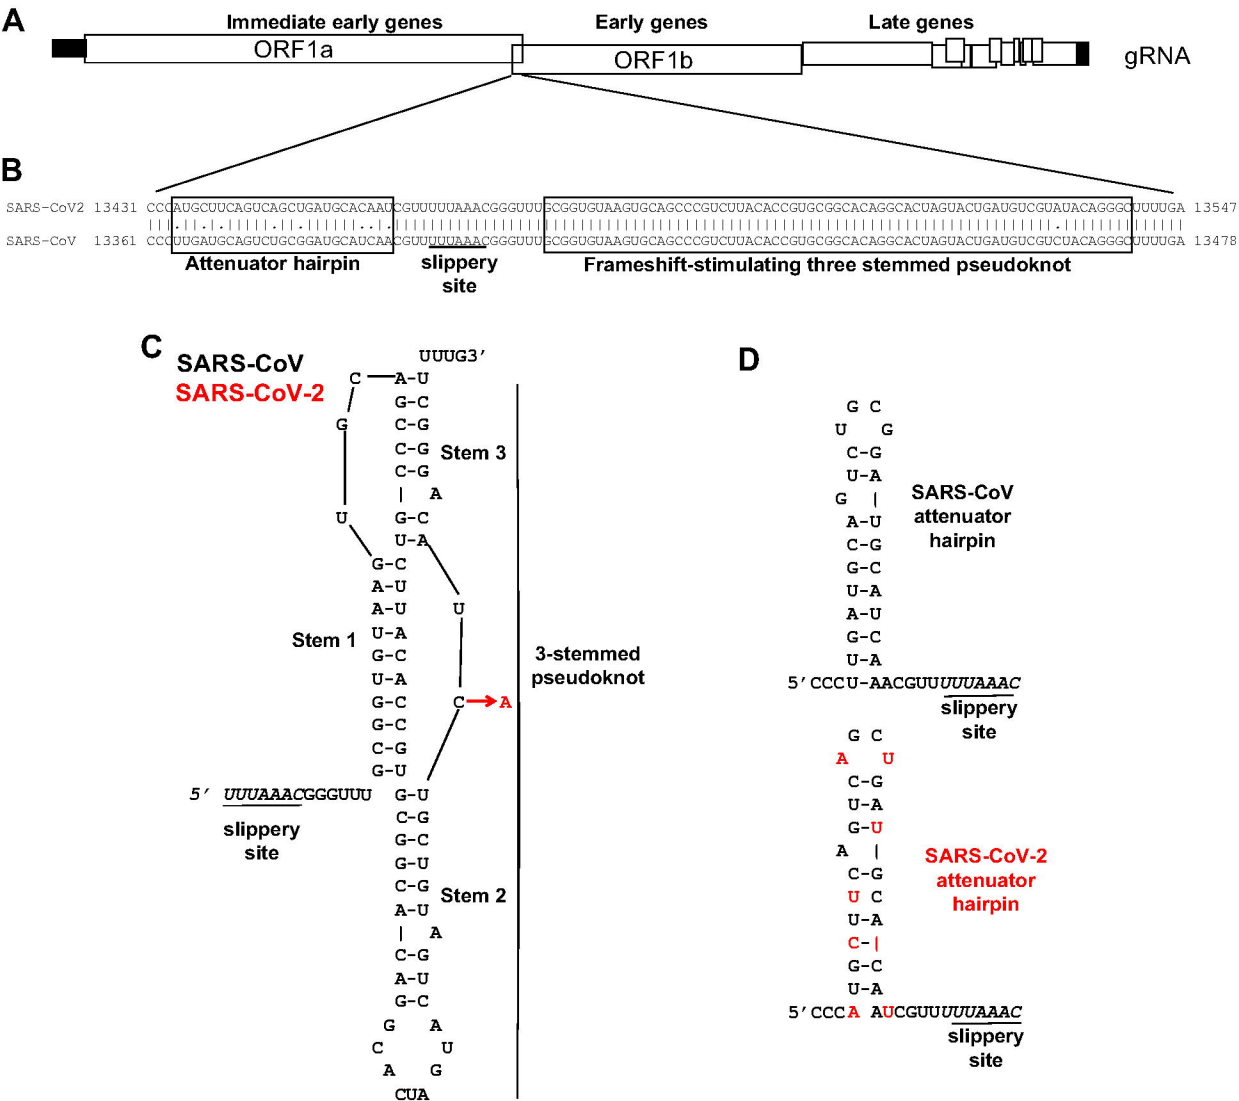 A
Immediate early genes
Early genes
Late genes
ORF1a
ORF1b
gRNA
B
SARS-CoV2 13431 CCCAUGCUUCAGUCAGCUGAUGCACAAUCGUUUUUAAACGGGUUUGCGGUGUAAGUGCAGCCCGUCUUACACCGUGCGGCACAGGCACUAGUACUGAUGUCGUAUACAGGGCUUUUGA 13547
SARS-CoV 13361 CCCUUGAUGCAGUCUGCGGAUGCAUCAACGUUUUUAAACGGGUUUGCGGUGUAAGUGCAGCCCGUCUUACACCGUGCGGCACAGGCACUAGUACUGAUGUCGUCUACAGGGCUUUUGA 13478
Attenuator hairpin
slippery
site
Frameshift-stimulating three stemmed pseudoknot
C
SARS-CoV
SARS-CoV-2
UUUG3′
C A-U
G-C
G C-G
C-G
Stem 3
C-G
A
G-C
U U-A
G-C
A-U
A-U U
U-A
Stem 1
G-C
U-A
G-C C A
G-C
C-G
G-U
3-stemmed
pseudoknot
5′ UUUAAACGGGUUU G-U
slippery
site
C-G
G-C
G-U
C-G
Stem 2
A-U
A
C-G
A-U
G-C
G A
C U
A G
CUA
D
G C
U G
C-G
U-A
G
A-U
C-G
G-C
U-A
A-U
G-C
U-A
5′CCCU-AACGUUUUUAAAC
SARS-CoV
attenuator
hairpin
slippery
site
G C
A U
C-G
U-A
G-U
A
C-G
U C
U-A
C-
G-C
U-A
5′CCCA AUCGUUUUUAAAC
SARS-CoV-2
attenuator
hairpin
slippery
site